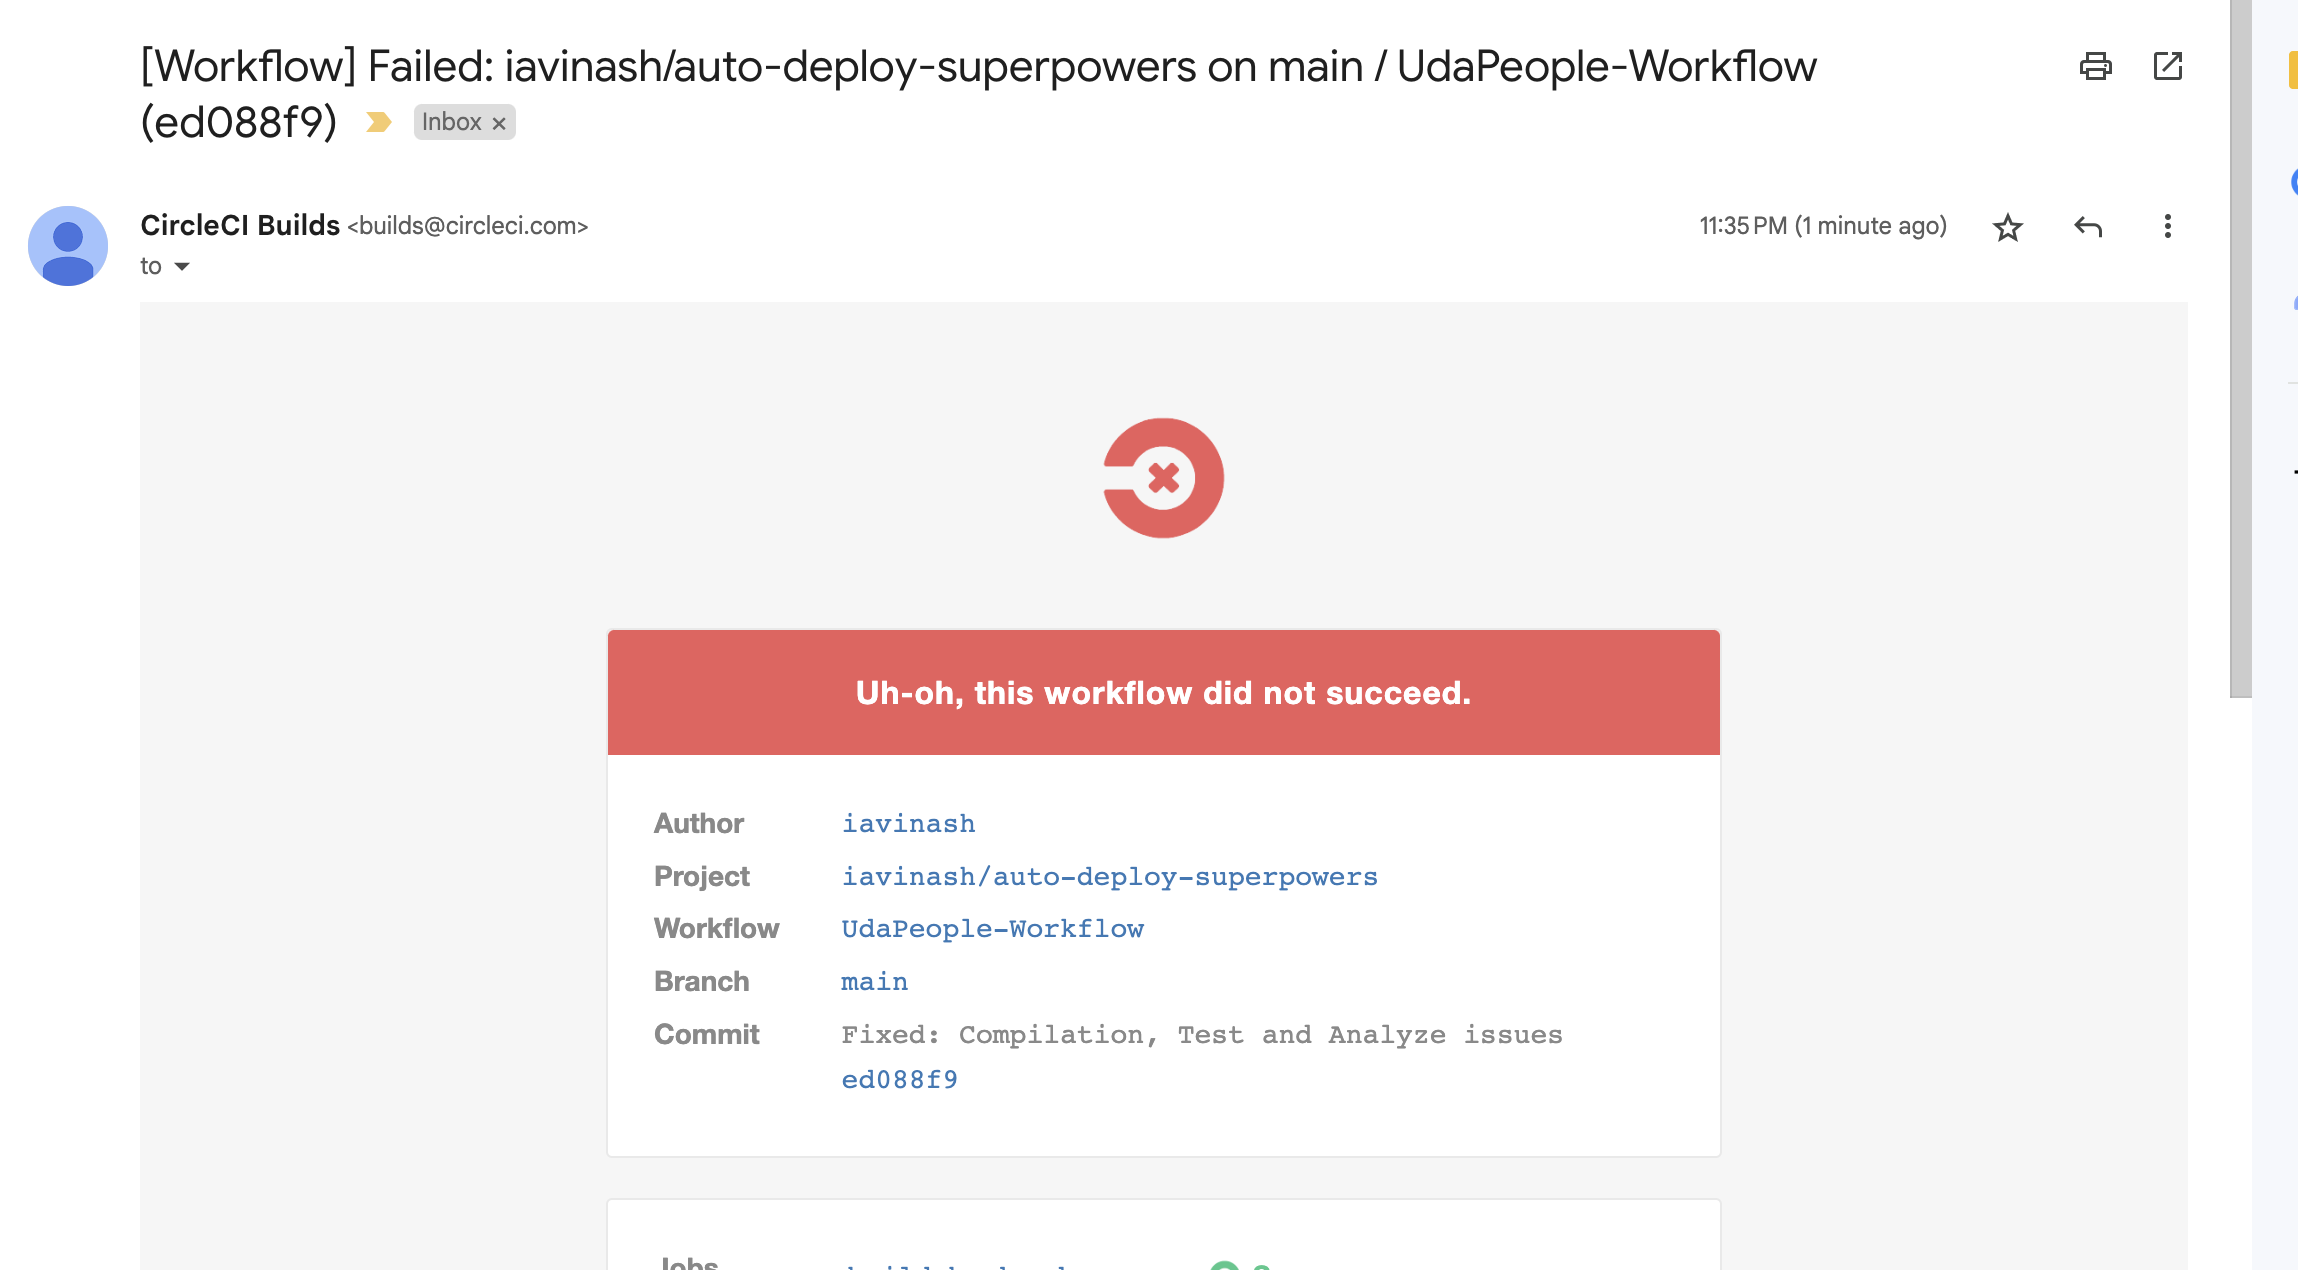 [Workflow] Failed: iavinash/auto-deploy-superpowers on main / UdaPeople-Workflow
(ed088f9) Inbox ×
CircleCI Builds <builds@circleci.com> 11:35 PM (1 minute ago)
to
Uh-oh, this workflow did not succeed.
Author iavinash
Project iavinash/auto-deploy-superpowers
Workflow UdaPeople-Workflow
Branch main
Commit Fixed: Compilation, Test and Analyze issues
ed088f9
Jobs